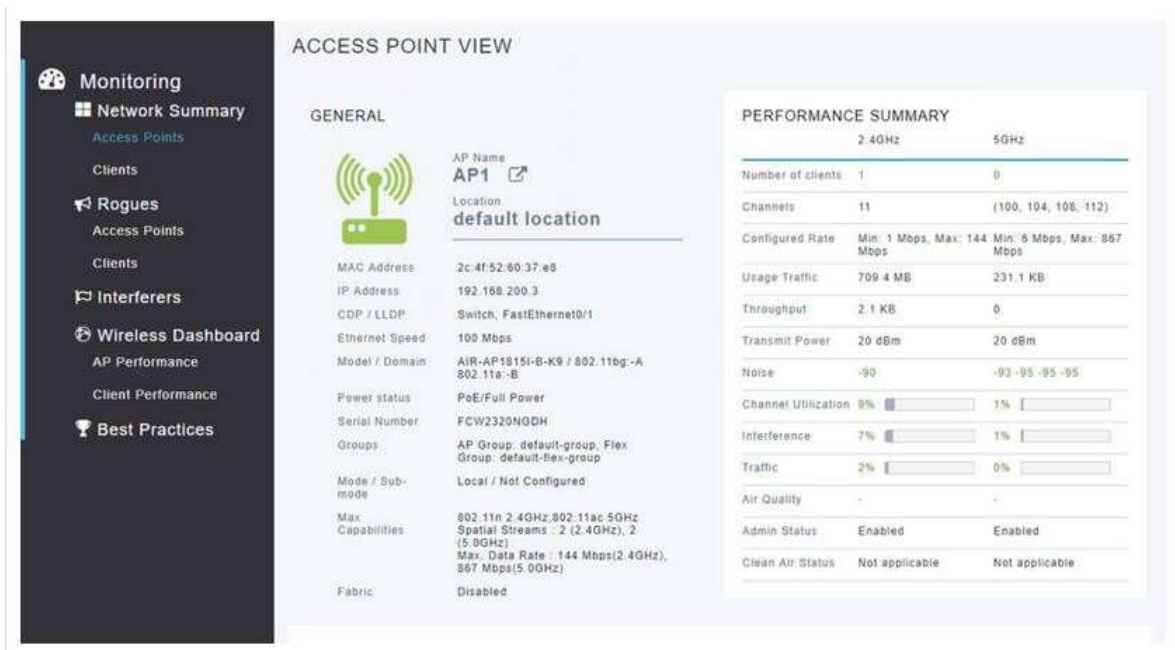 ACCESS POINT VIEW
Monitoring
Network Summary
Access Points
Clients
Rogues
Access Points
Clients
Interferers
Wireless Dashboard
AP Performance
Client Performance
Best Practices
GENERAL
AP Name
AP1
Location
default location
MAC Address 2c:4f:52:60:37:e8
IP Address 192.168.200.3
CDP / LLDP Switch, FastEthernet0/1
Ethernet Speed 100 Mbps
Model / Domain AIR-AP1815I-B-K9 / 802.11bg:-A
802.11a:-B
Power status PoE/Full Power
Serial Number FCW2320NGDH
Groups AP Group: default-group, Flex
Group: default-flex-group
Mode / Sub- Local / Not Configured
mode
Max 802.11n 2.4GHz,802.11ac 5GHz
Capabilities Spatial Streams : 2 (2.4GHz), 2
(5.0GHz)
Max. Data Rate : 144 Mbps(2.4GHz),
867 Mbps(5.0GHz)
Fabric Disabled
PERFORMANCE SUMMARY
2.4GHz 5GHz
Number of clients 1 0
Channels 11 (100, 104, 108, 112)
Configured Rate Min: 1 Mbps, Max: 144 Min: 6 Mbps, Max: 867
Mbps Mbps
Usage Traffic 709.4 MB 231.1 KB
Throughput 2.1 KB 0
Transmit Power 20 dBm 20 dBm
Noise -90 -93 -95 -95 -95
Channel Utilization 9% 1%
Interference 7% 1%
Traffic 2% 0%
Air Quality - -
Admin Status Enabled Enabled
Clean Air Status Not applicable Not applicable